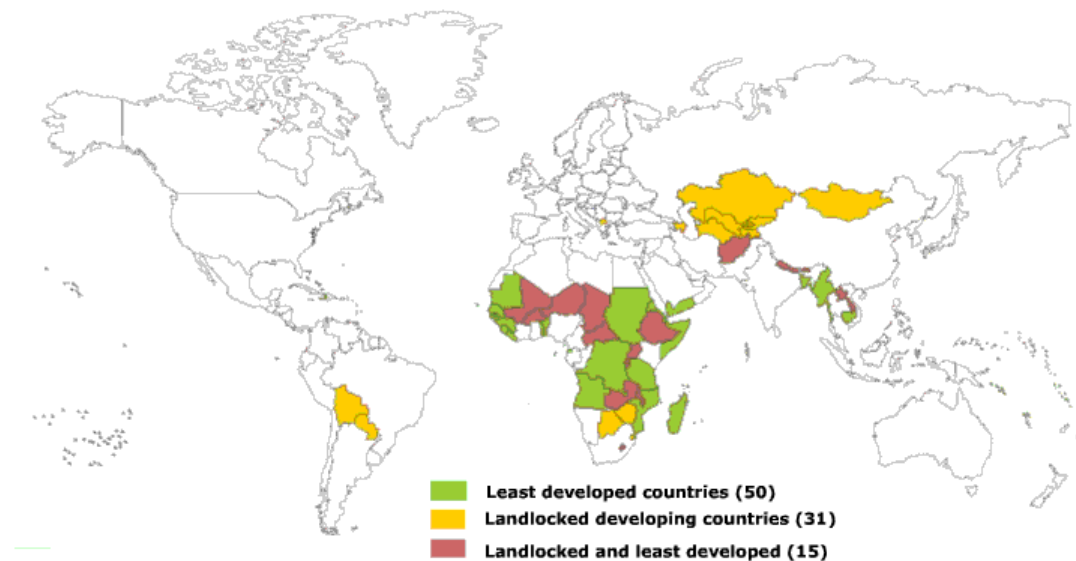 Least developed countries (50)
Landlocked developing countries (31)
Landlocked and least developed (15)